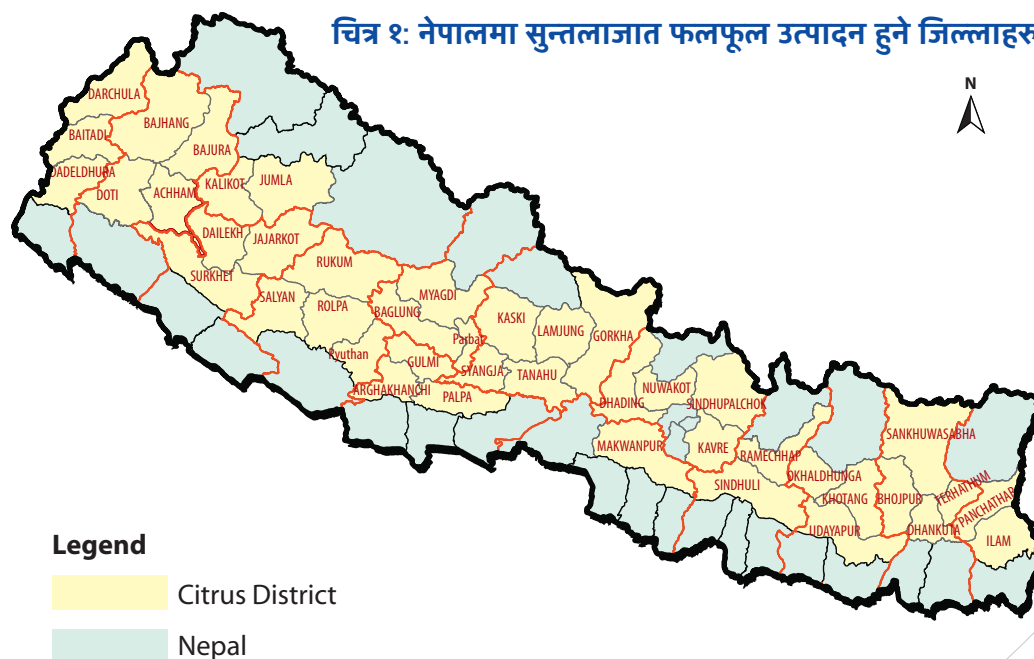 चित्र १: नेपालमा सुन्तलाजात फलफूल उत्पादन हुने जिल्लाहरु
N
DARCHULA
BAJHANG
BAITADI
BAJURA
DADELDHURA
DOTI
ACHHAM
KALIKOT
JUMLA
DAILEKH
JAJARKOT
SURKHET
RUKUM
SALYAN
ROLPA
MYAGDI
BAGLUNG
KASKI
LAMJUNG
GORKHA
Parbat
Pyuthan
GULMI
SYANGJA
TANAHU
ARGHAKHANCHI
PALPA
NUWAKOT
DHADING
SINDHUPALCHOK
MAKWANPUR
KAVRE
RAMECHHAP
SANKHUWASABHA
SINDHULI
OKHALDHUNGA
KHOTANG
BHOJPUR
TERHATHUM
PANCHATHAR
UDAYAPUR
DHANKUTA
ILAM
Legend
Citrus District
Nepal